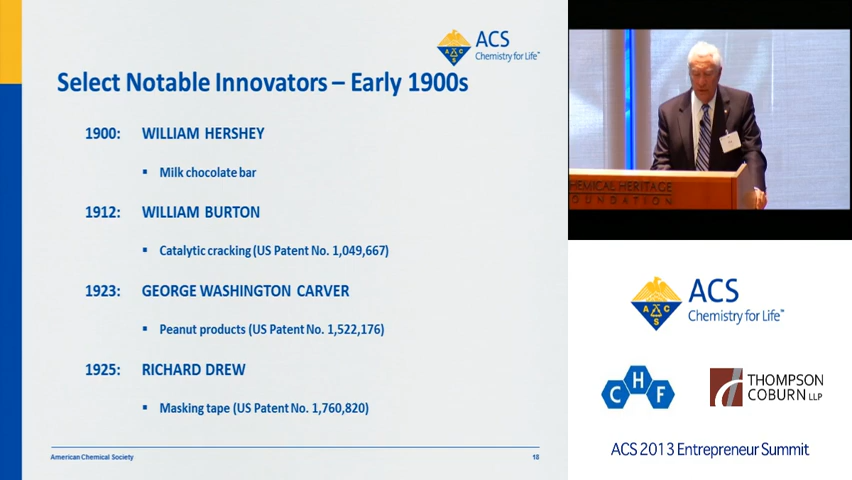 ACS
Chemistry for Life™
Select Notable Innovators – Early 1900s
1900: WILLIAM HERSHEY
▪ Milk chocolate bar
1912: WILLIAM BURTON
▪ Catalytic cracking (US Patent No. 1,049,667)
1923: GEORGE WASHINGTON CARVER
▪ Peanut products (US Patent No. 1,522,176)
1925: RICHARD DREW
▪ Masking tape (US Patent No. 1,760,820)
American Chemical Society
18
HEMICAL HERITAGE
OUNDATION
ACS
Chemistry for Life™
A C S
C H F
THOMPSON
COBURN LLP
ACS 2013 Entrepreneur Summit